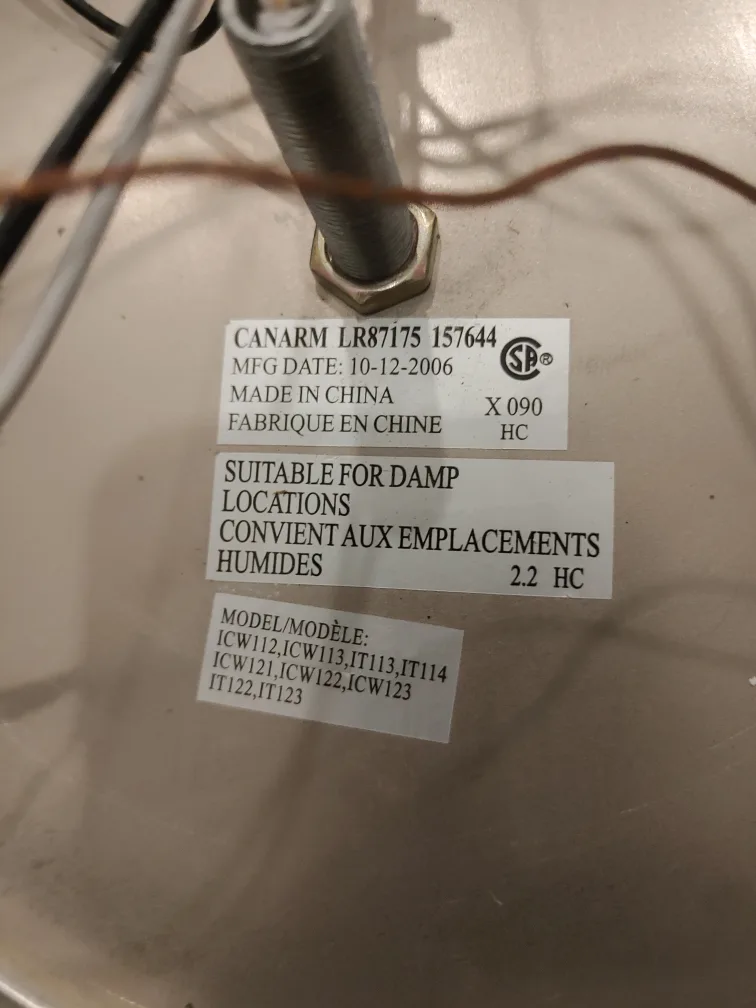 CANARM LR87175 157644
MFG DATE: 10-12-2006
MADE IN CHINA
FABRIQUE EN CHINE
SA ®
X 090
HC
SUITABLE FOR DAMP
LOCATIONS
CONVIENT AUX EMPLACEMENTS
HUMIDES
2.2 HC
MODEL/MODÈLE:
ICW112,ICW113,IT113,IT114
ICW121,ICW122,ICW123
IT122,IT123